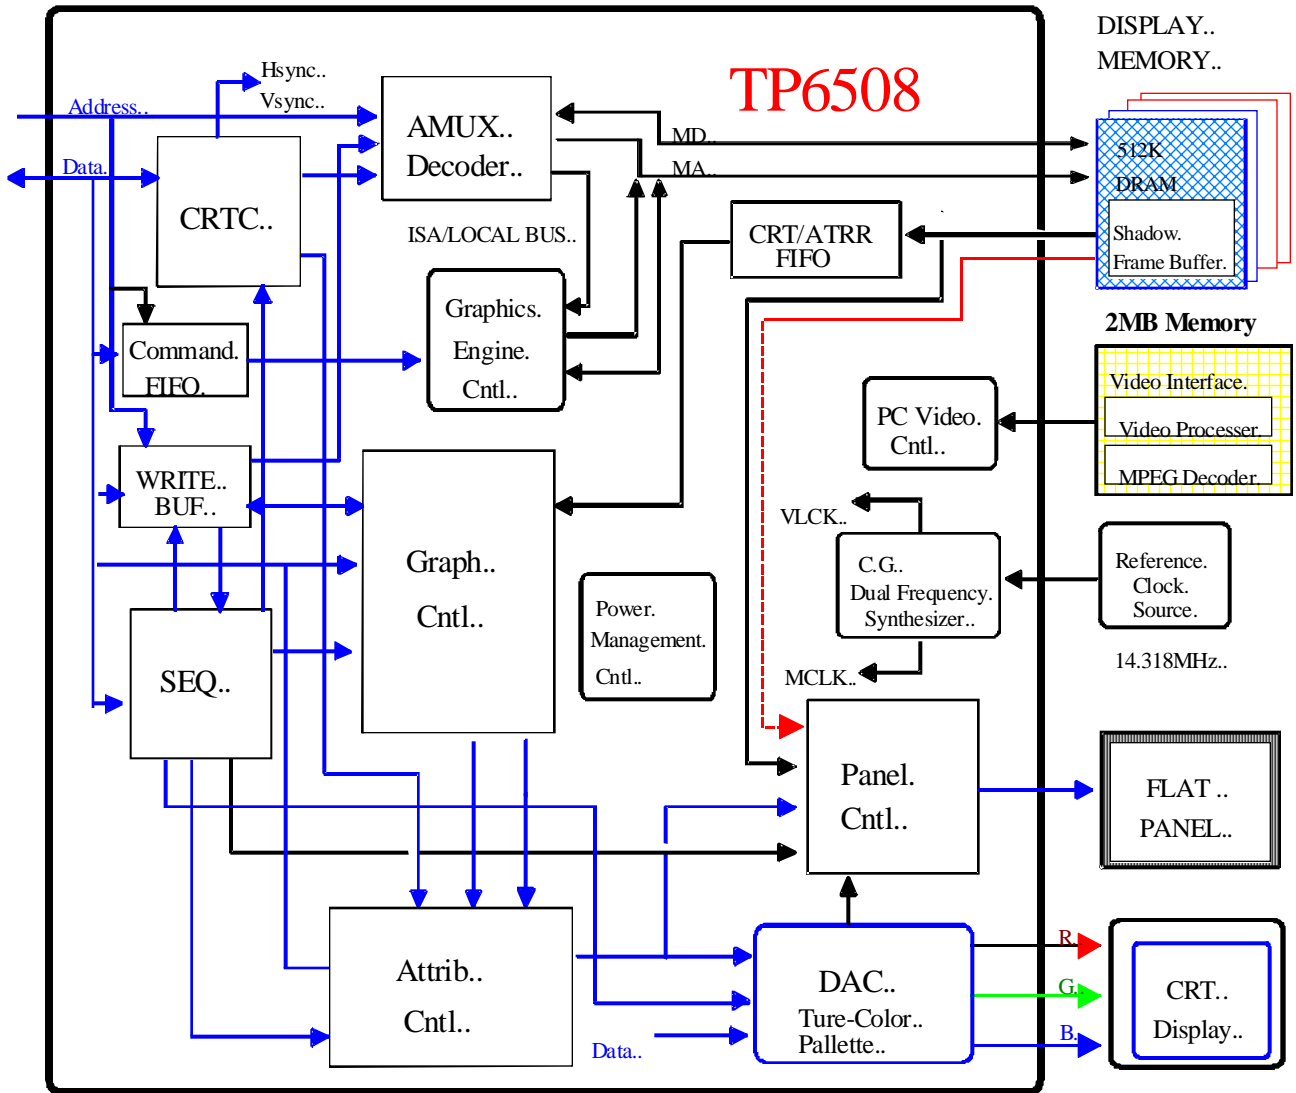 DISPLAY..
MEMORY..
TP6508
Hsync..
Vsync..
Address..
AMUX..
Decoder..
MD..
MA..
512K
DRAM
Shadow.
Frame Buffer.
Data.
CRTC..
ISA/LOCAL BUS..
CRT/ATRR
FIFO
Graphics.
Engine.
Cntl..
2MB Memory
Command.
FIFO.
Video Interface.
Video Processer.
MPEG Decoder.
PC Video.
Cntl..
WRITE..
BUF..
VLCK..
Graph..
Cntl..
C.G..
Dual Frequency.
Synthesizer..
Reference.
Clock.
Source.
Power.
Management.
Cntl..
14.318MHz..
MCLK..
SEQ..
Panel.
Cntl..
FLAT ..
PANEL..
Attrib..
Cntl..
DAC..
Ture-Color..
Pallette..
Data..
R..
G..
B.
CRT..
Display..